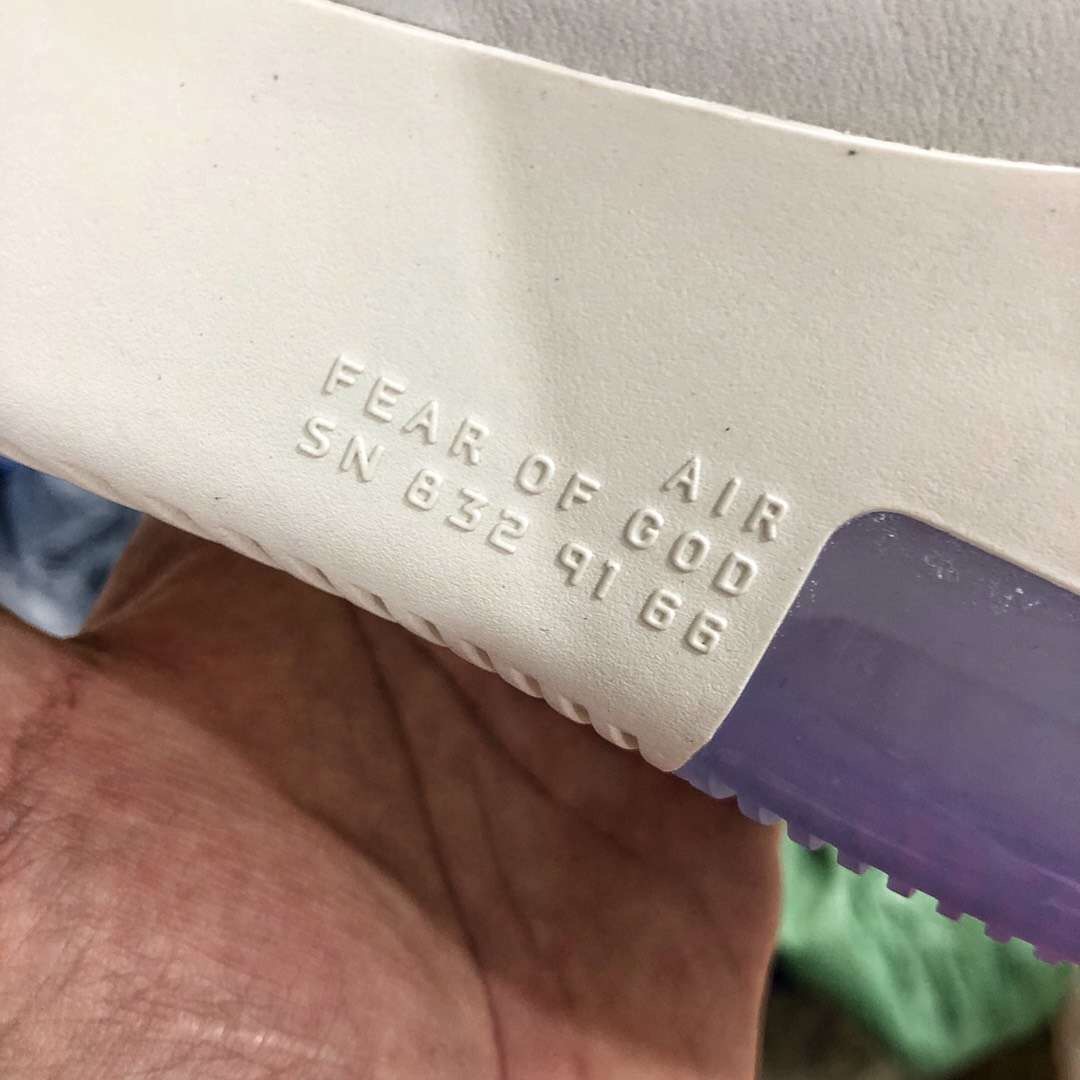 AIR
FEAR OF GOD
SN 832 91 66